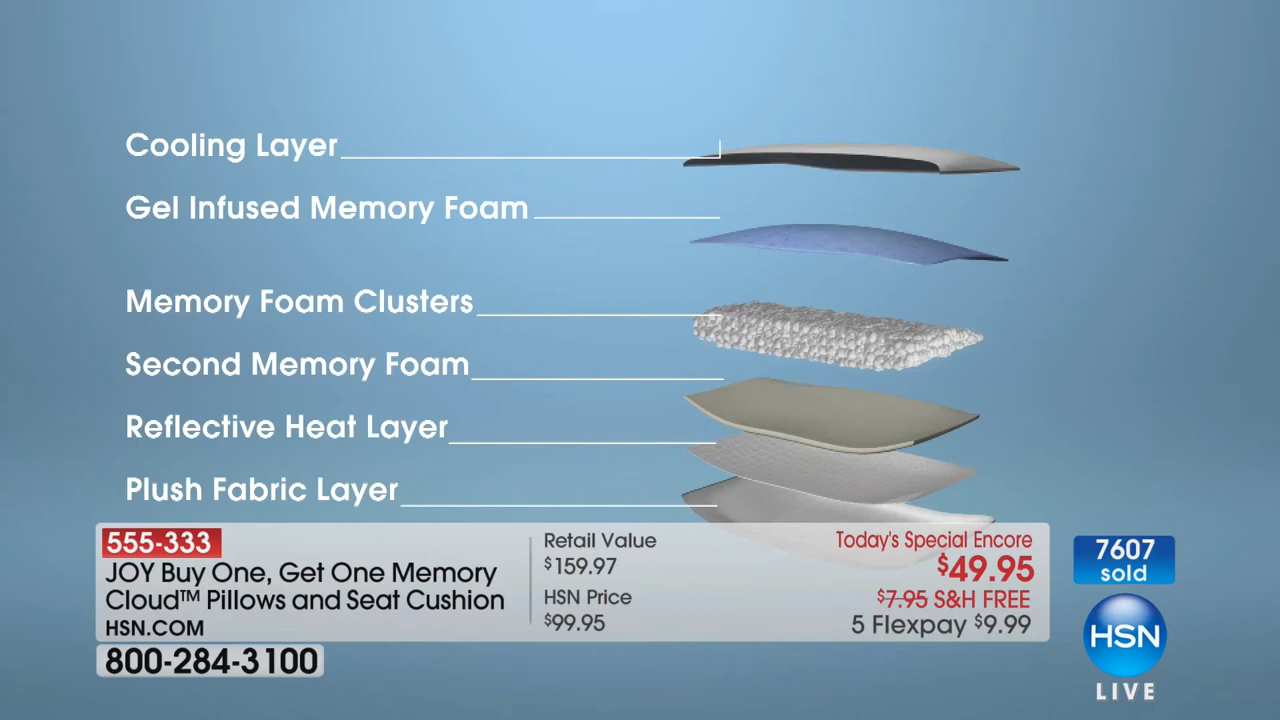 Cooling Layer
Gel Infused Memory Foam
Memory Foam Clusters
Second Memory Foam
Reflective Heat Layer
Plush Fabric Layer
555-333
JOY Buy One, Get One Memory
Cloud™ Pillows and Seat Cushion
HSN.COM
800-284-3100
Retail Value
$159.97
HSN Price
$99.95
Today's Special Encore
$49.95
$7.95 S&H FREE
5 Flexpay $9.99
7607
sold
HSN
LIVE